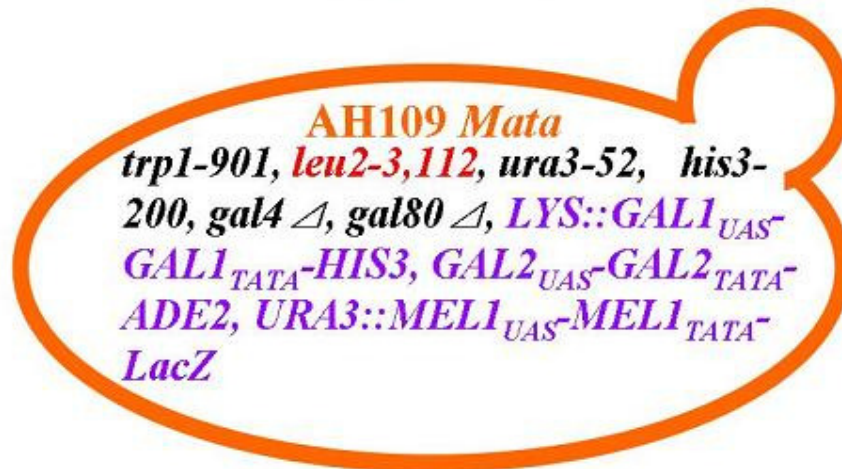 AH109 Mata
trp1-901, leu2-3,112, ura3-52, his3-
200, gal4 ⊿, gal80 ⊿, LYS::GAL1UAS-
GAL1TATA-HIS3, GAL2UAS-GAL2TATA-
ADE2, URA3::MEL1UAS-MEL1TATA-
LacZ